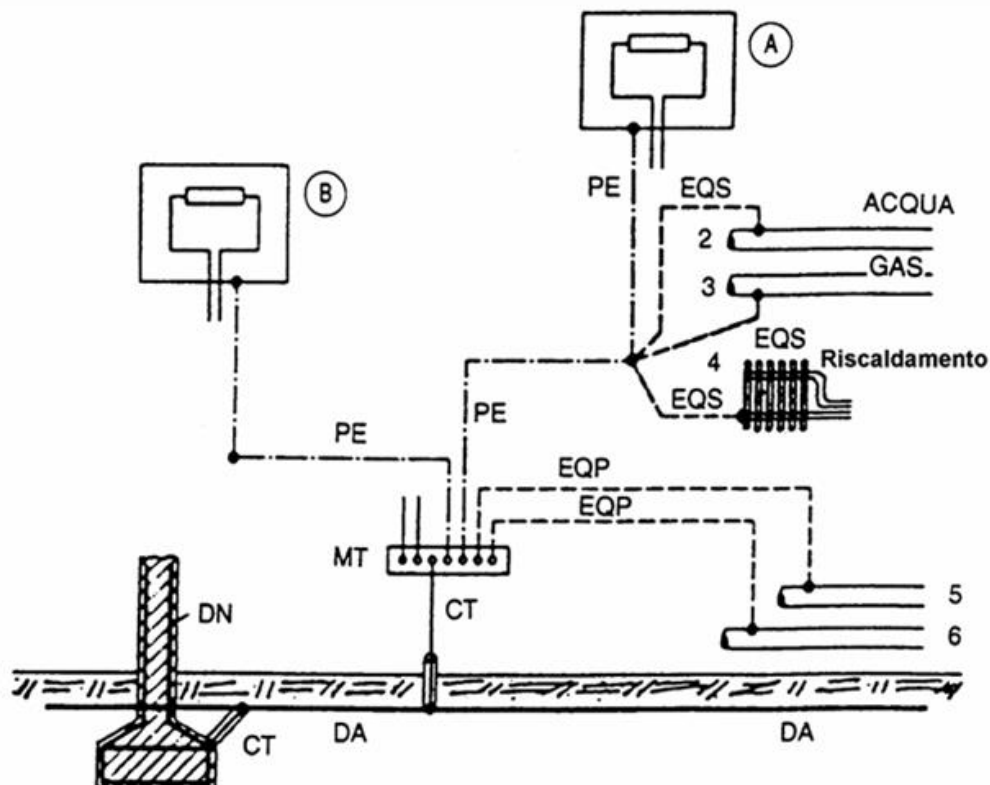 A
B
PE
EQS
ACQUA
2
GAS
3
EQS
4
Riscaldamento
EQS
PE
PE
EQP
EQP
MT
CT
5
DN
6
CT
DA
DA